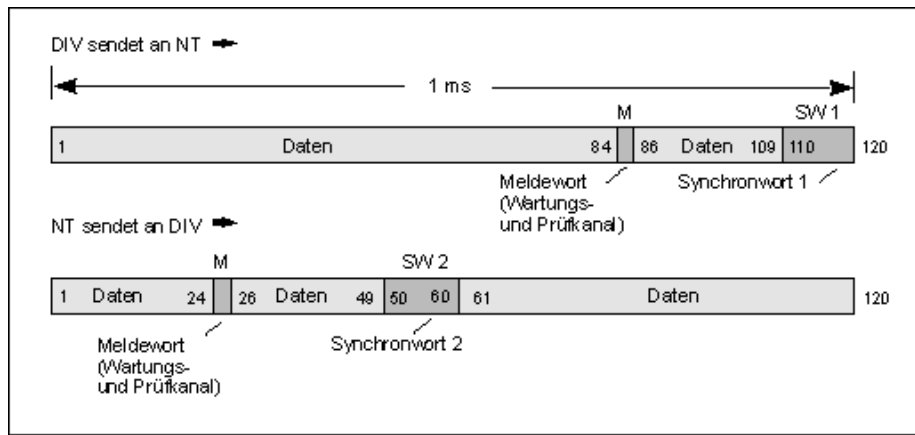 DIV sendet an NT
1 ms
M SW 1
1 Daten 84 86 Daten 109 110 120
Meldewort Synchronwort 1
(Wartungs-
und Prüfkanal)
NT sendet an DIV
M SW 2
1 Daten 24 26 Daten 49 50 60 61 Daten 120
Meldewort Synchronwort 2
(Wartungs-
und Prüfkanal)